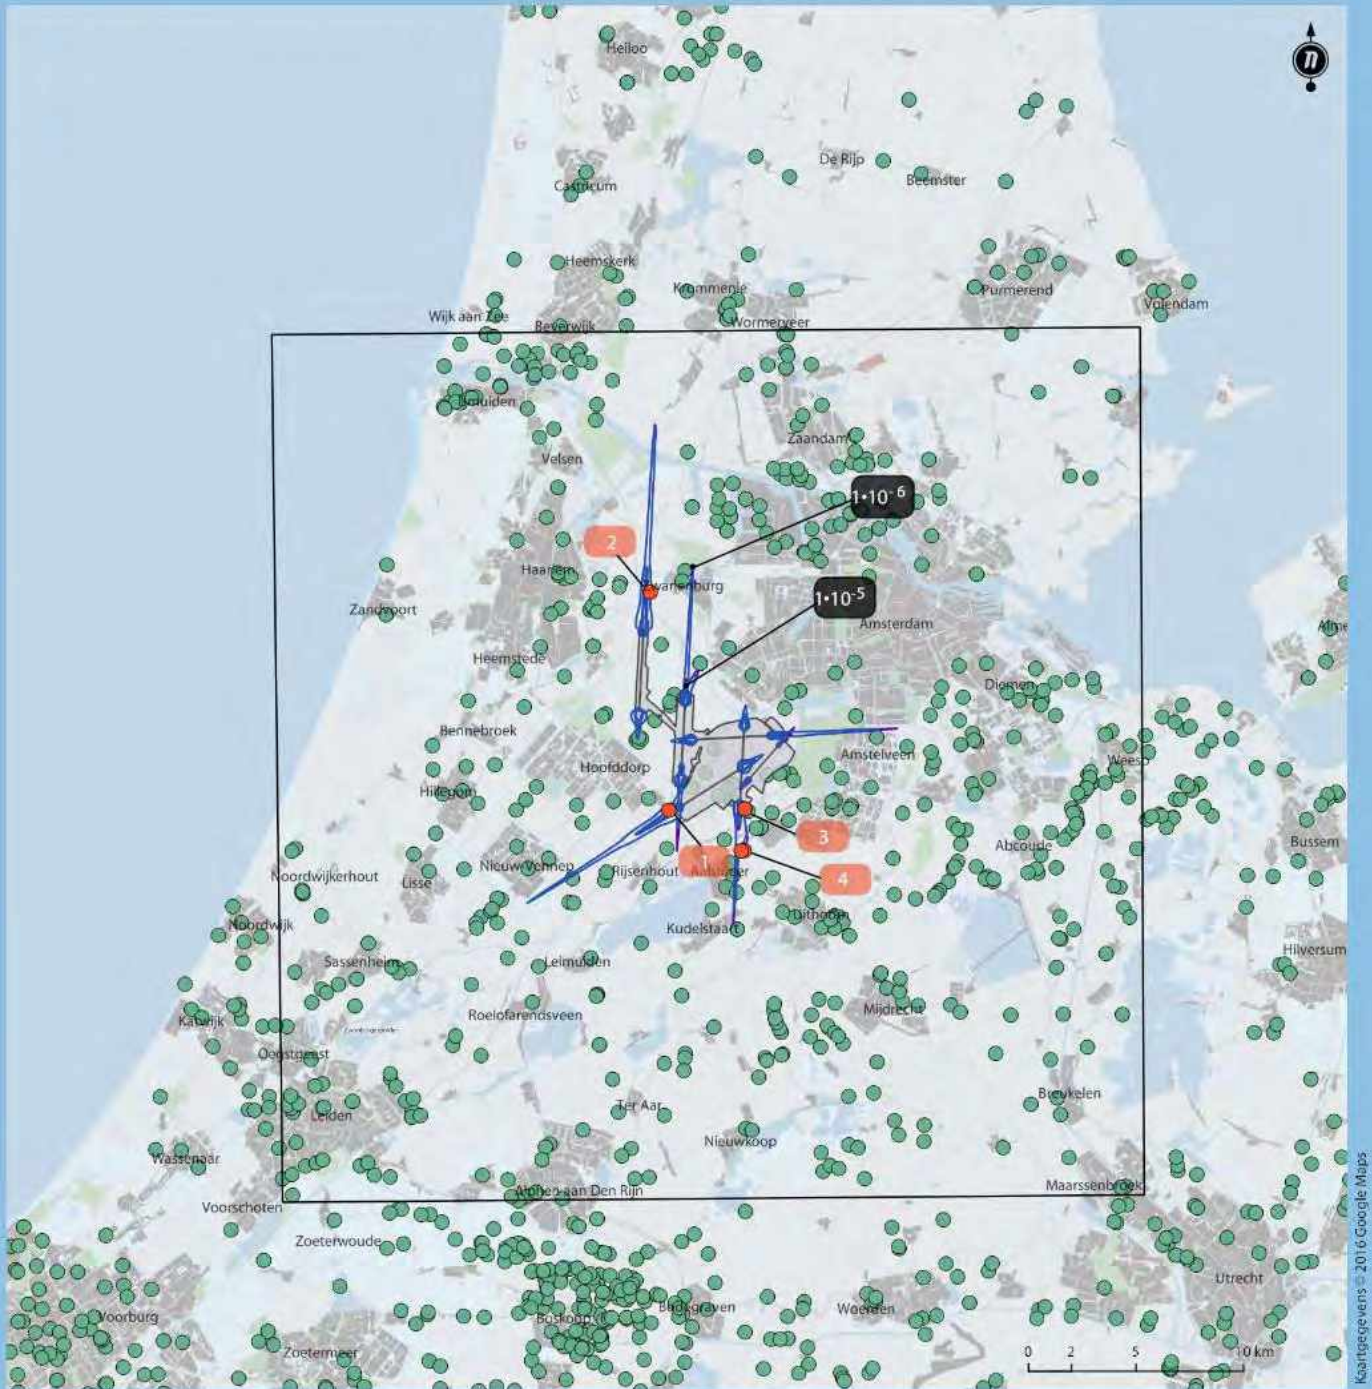 Heiloo
n
De Rijp
Beemster
Castricum
Heemskerk
Krommenie
Purmerend
Volendam
Wijk aan Zee
Beverwijk
Wormerveer
IJmuiden
Zaandam
Velsen
1•10⁻⁶
2
Haarlem
Zwanenburg
1•10⁻⁵
Zandvoort
Amsterdam
Heemstede
Diemen
Bennebroek
Amstelveen
Weesp
Hoofddorp
Hillegom
3
Abcoude
Bussem
1
Nieuw-Vennep
Rijsenhout
4
Noordwijkerhout
Lisse
Uithoorn
Noordwijk
Kudelstaart
Hilversum
Sassenheim
Leimuiden
Mijdrecht
Katwijk
Roelofarendsveen
Oegstgeest
Breukelen
Leiden
Ter Aar
Nieuwkoop
Wassenaar
Maarssenbroek
Alphen aan Den Rijn
Voorschoten
Zoeterwoude
Utrecht
Voorburg
Boskoop
Bodegraven
Woerden
Zoetermeer
0 2 5 10 km
Kaartgegevens © 2016 Google Maps